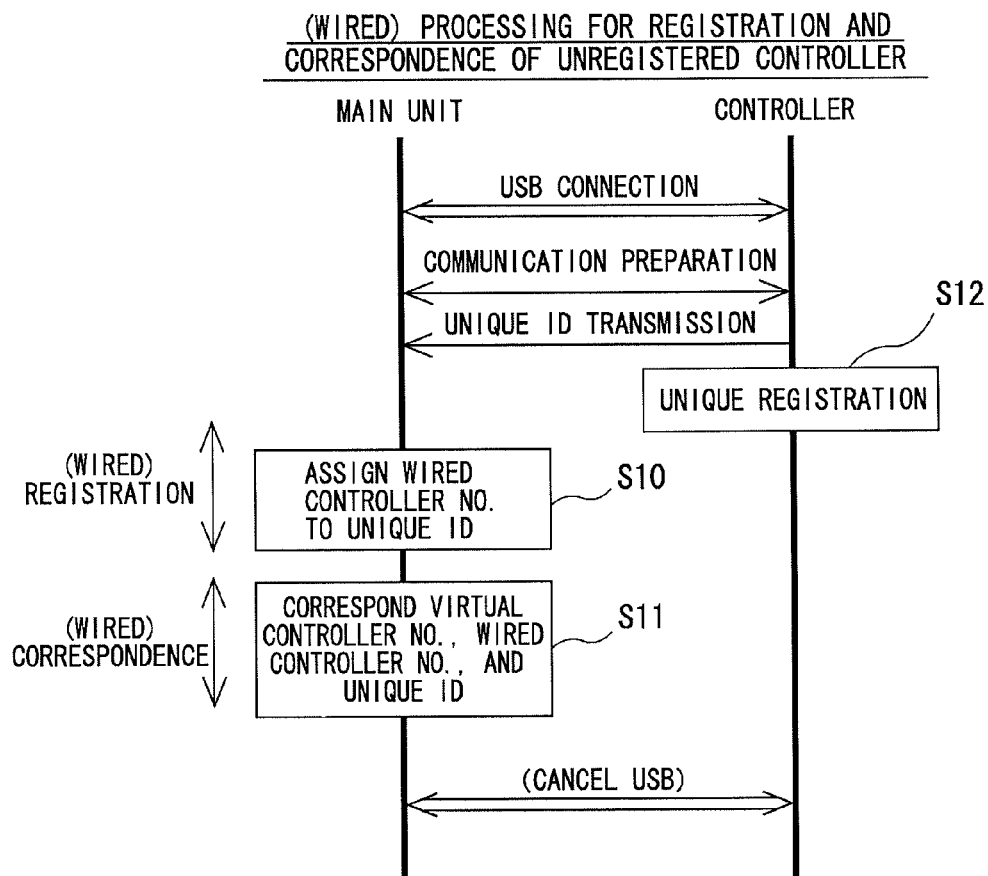 (WIRED) PROCESSING FOR REGISTRATION AND
CORRESPONDENCE OF UNREGISTERED CONTROLLER
MAIN UNIT
CONTROLLER
USB CONNECTION
COMMUNICATION PREPARATION
UNIQUE ID TRANSMISSION
S12
UNIQUE REGISTRATION
(WIRED)
REGISTRATION
ASSIGN WIRED
CONTROLLER NO.
TO UNIQUE ID
S10
(WIRED)
CORRESPONDENCE
CORRESPOND VIRTUAL
CONTROLLER NO., WIRED
CONTROLLER NO., AND
UNIQUE ID
S11
(CANCEL USB)